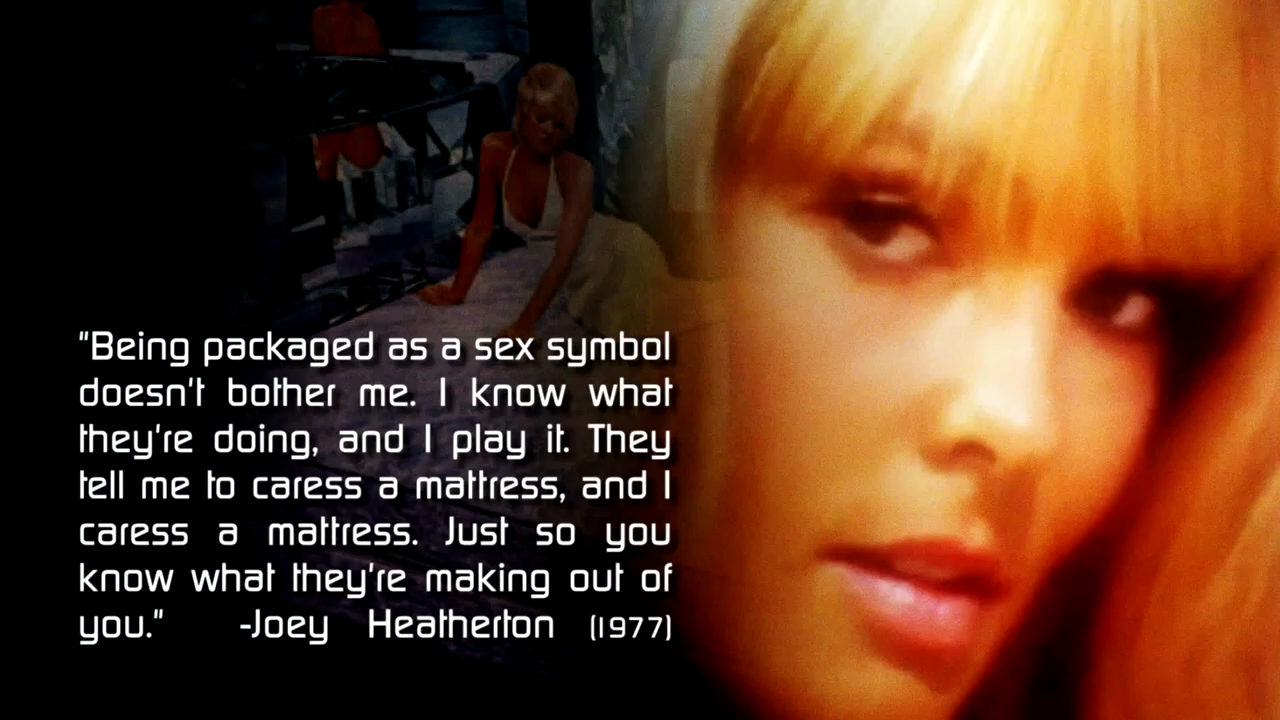 "Being packaged as a sex symbol
doesn't bother me. I know what
they're doing, and I play it. They
tell me to caress a mattress, and I
caress a mattress. Just so you
know what they're making out of
you." -Joey Heatherton (1977)